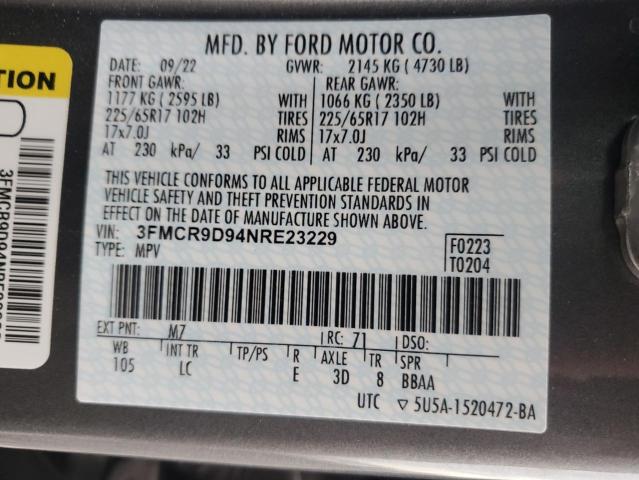 TION
3FMCR9D94NRE23229
MFD. BY FORD MOTOR CO.
DATE: 09/22 GVWR: 2145 KG ( 4730 LB)
FRONT GAWR: REAR GAWR:
1177 KG ( 2595 LB) WITH 1066 KG ( 2350 LB) WITH
225/65R17 102H TIRES 225/65R17 102H TIRES
17x7.0J RIMS 17x7.0J RIMS
AT 230 kPa/ 33 PSI COLD AT 230 kPa/ 33 PSI COLD
THIS VEHICLE CONFORMS TO ALL APPLICABLE FEDERAL MOTOR
VEHICLE SAFETY AND THEFT PREVENTION STANDARDS IN
EFFECT ON THE DATE OF MANUFACTURE SHOWN ABOVE.
VIN: 3FMCR9D94NRE23229 F0223
TYPE: MPV T0204
EXT PNT: M7 RC: 71 DSO:
WB INT TR TP/PS R AXLE TR SPR
105 LC E 3D 8 BBAA
UTC ▽ 5U5A-1520472-BA